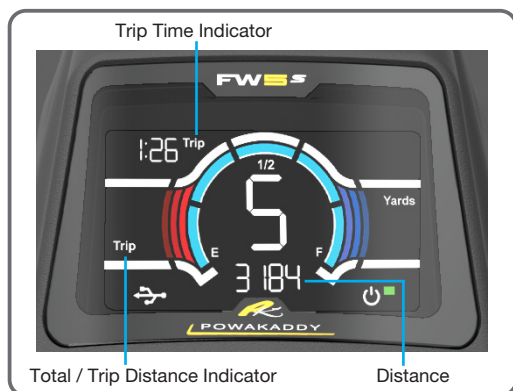 Trip Time Indicator
FW5s
1:26 Trip
1/2
5
Yards
Trip
E
F
3184
POWAKADDY
Total / Trip Distance Indicator
Distance